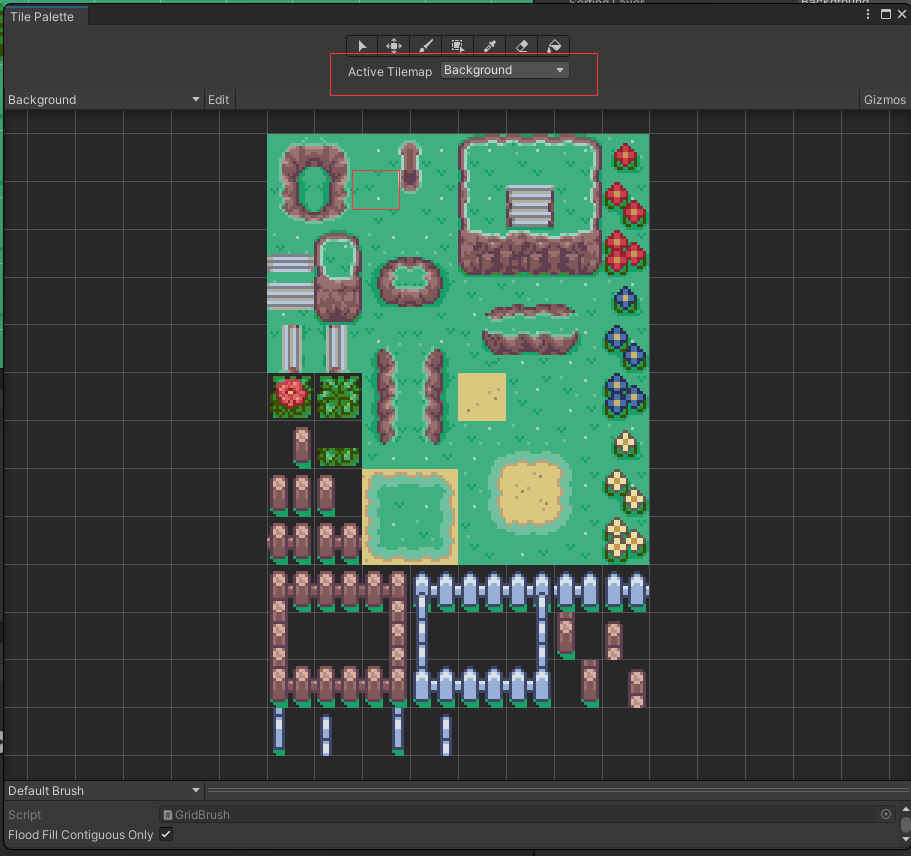 Sorting Layer
Background
Tile Palette
Active Tilemap
Background
Background
Edit
Gizmos
Default Brush
Script
GridBrush
Flood Fill Contiguous Only